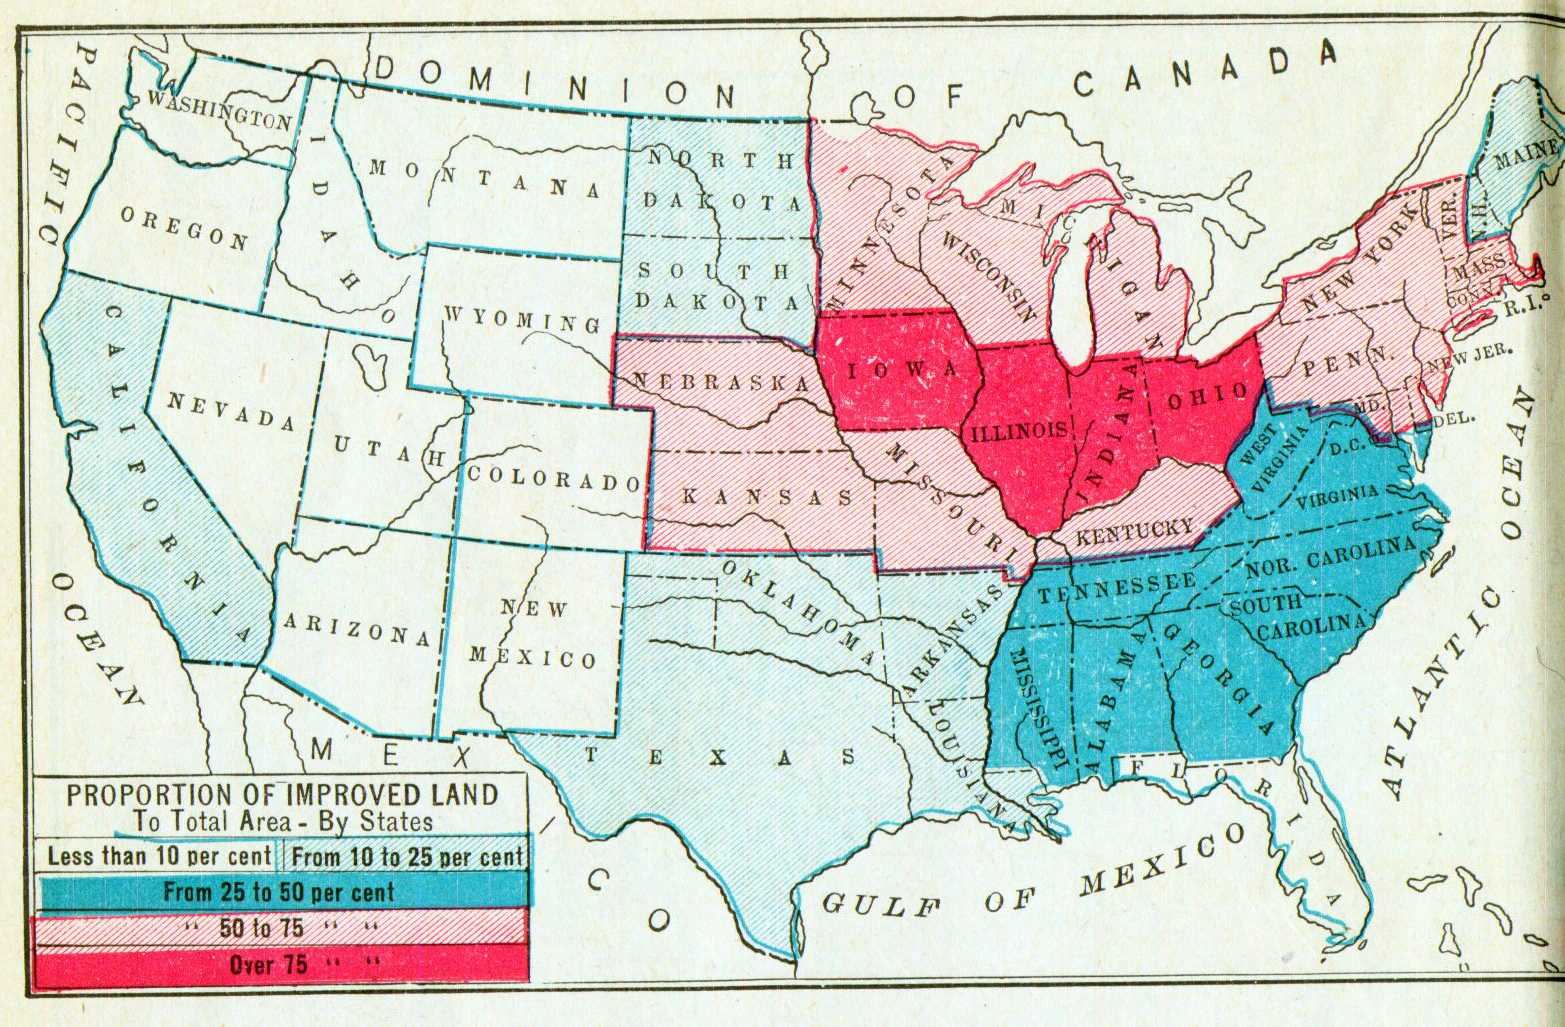 DOMINION OF CANADA
PACIFIC
OCEAN
WASHINGTON
OREGON
IDAHO
MONTANA
NORTH
DAKOTA
SOUTH
DAKOTA
WYOMING
CALIFORNIA
NEVADA
UTAH
COLORADO
ARIZONA
NEW
MEXICO
NEBRASKA
KANSAS
OKLAHOMA
TEXAS
MINNESOTA
WISCONSIN
MICHIGAN
IOWA
MISSOURI
ARKANSAS
LOUISIANA
ILLINOIS
INDIANA
OHIO
KENTUCKY
TENNESSEE
MISSISSIPPI
ALABAMA
GEORGIA
FLORIDA
SOUTH
CAROLINA
NOR. CAROLINA
VIRGINIA
WEST
VIRGINIA
D.C.
MD.
DEL.
PENN.
NEW JER.
NEW YORK
VER.
N.H.
MAINE
MASS.
CONN.
R.I.
ATLANTIC OCEAN
GULF OF MEXICO
MEXICO
PROPORTION OF IMPROVED LAND
To Total Area - By States
Less than 10 per cent
From 10 to 25 per cent
From 25 to 50 per cent
" 50 to 75 " "
Over 75 " "